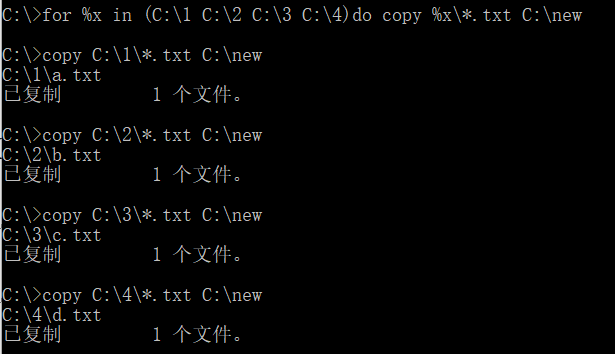 C:\>for %x in (C:\1 C:\2 C:\3 C:\4)do copy %x\*.txt C:\new
C:\>copy C:\1\*.txt C:\new
C:\1\a.txt
已复制         1 个文件。
C:\>copy C:\2\*.txt C:\new
C:\2\b.txt
已复制         1 个文件。
C:\>copy C:\3\*.txt C:\new
C:\3\c.txt
已复制         1 个文件。
C:\>copy C:\4\*.txt C:\new
C:\4\d.txt
已复制         1 个文件。